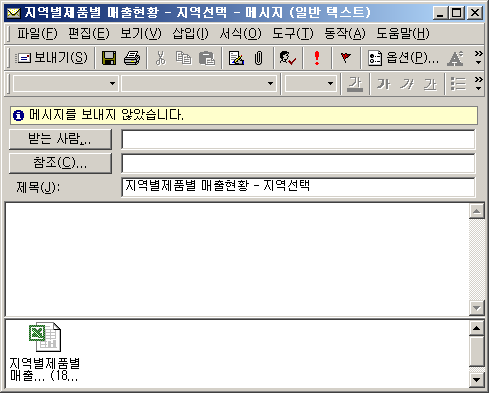 지역별제품별 매출현황 - 지역선택 - 메시지 (일반 텍스트)
파일(F) 편집(E) 보기(V) 삽입(I) 서식(O) 도구(T) 동작(A) 도움말(H)
보내기(S) 옵션(P)...
가 가 가 가
메시지를 보내지 않았습니다.
받는 사람...
참조(C)...
제목(J): 지역별제품별 매출현황 - 지역선택
지역별제품별
매출... (18...